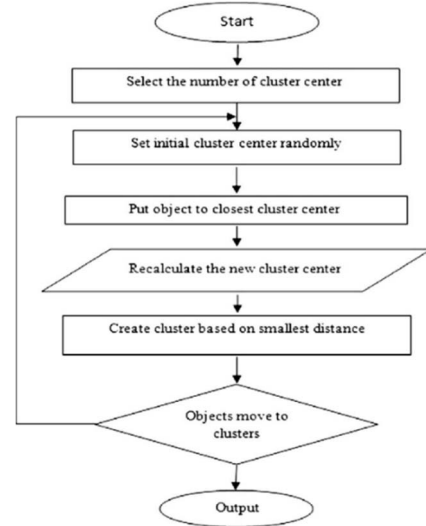 Start
Select the number of cluster center
Set initial cluster center randomly
Put object to closest cluster center
Recalculate the new cluster center
Create cluster based on smallest distance
Objects move to
clusters
Output